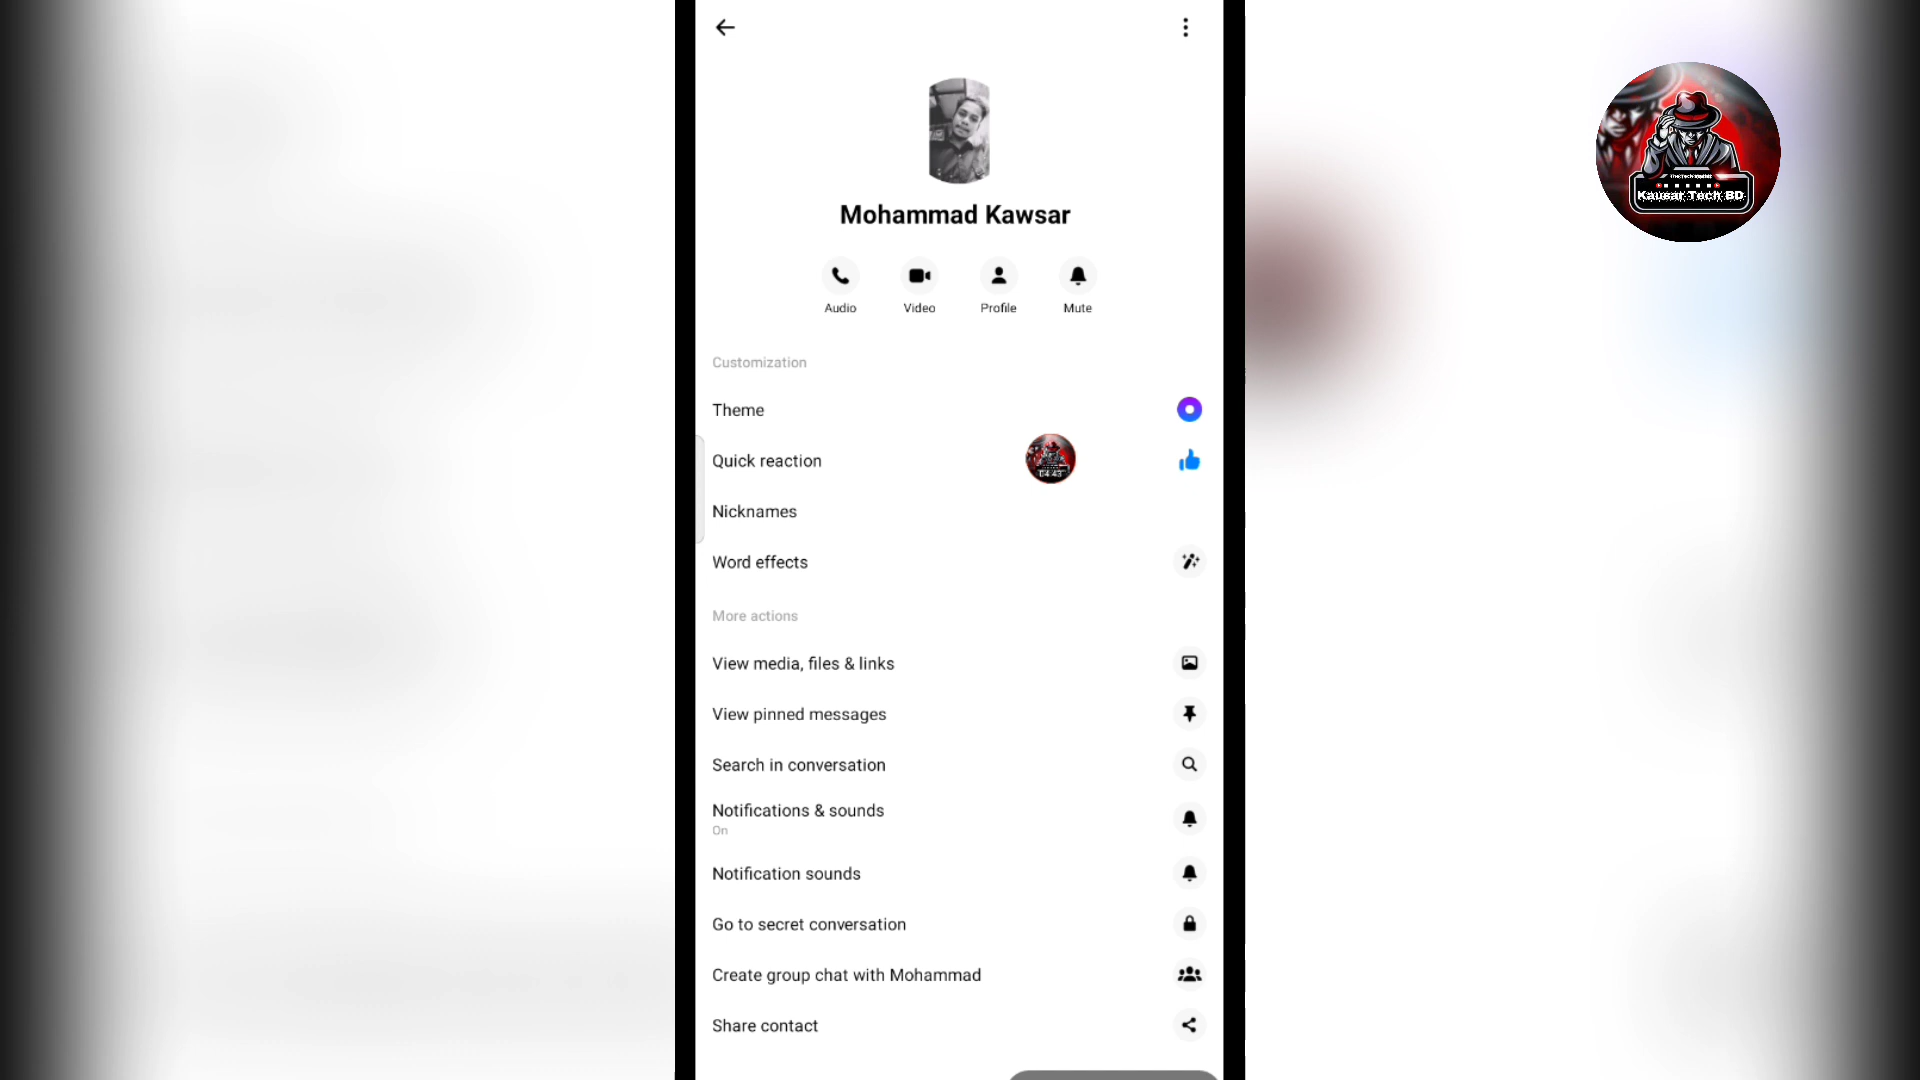 Mohammad Kawsar
Audio Video Profile Mute
Customization
Theme
Quick reaction
04:43
Nicknames
Word effects
More actions
View media, files & links
View pinned messages
Search in conversation
Notifications & sounds
On
Notification sounds
Go to secret conversation
Create group chat with Mohammad
Share contact
Kawsar Tech BD